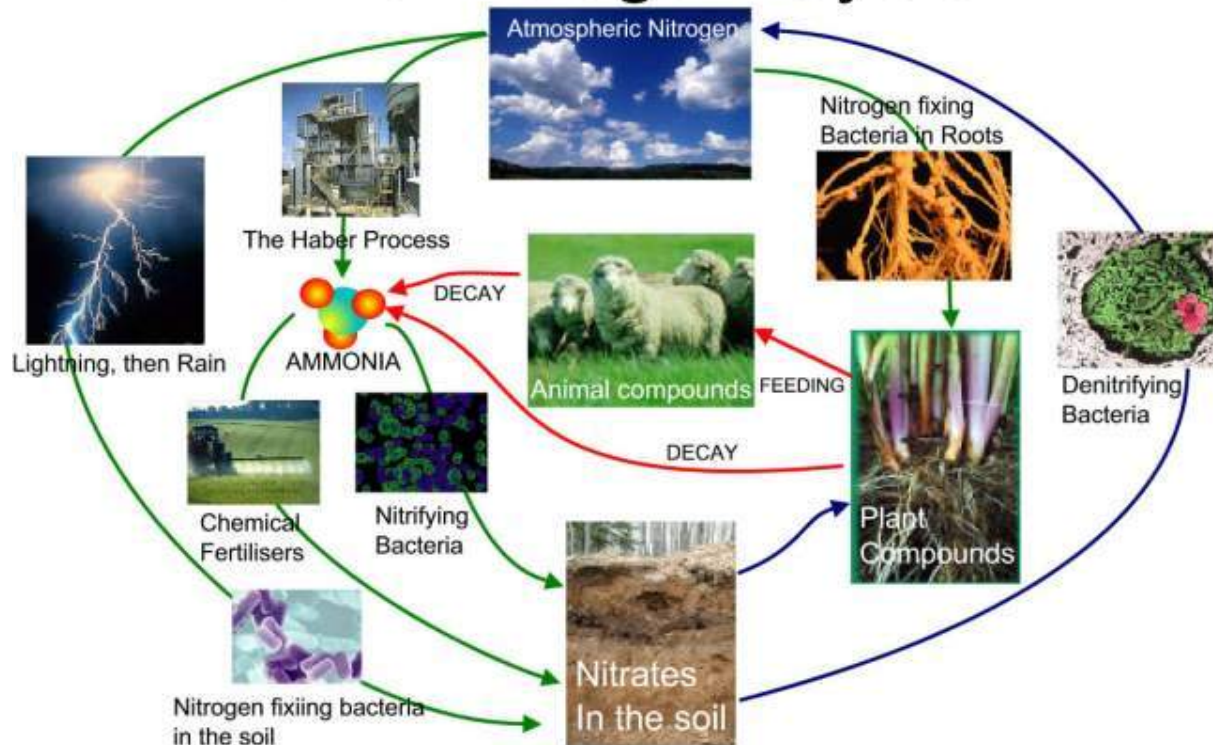 Atmospheric Nitrogen
Nitrogen fixing
Bacteria in Roots
The Haber Process
DECAY
Lightning, then Rain
AMMONIA
Animal compounds
FEEDING
Denitrifying
Bacteria
DECAY
Chemical
Fertilisers
Nitrifying
Bacteria
Plant
Compounds
Nitrates
In the soil
Nitrogen fixiing bacteria
in the soil